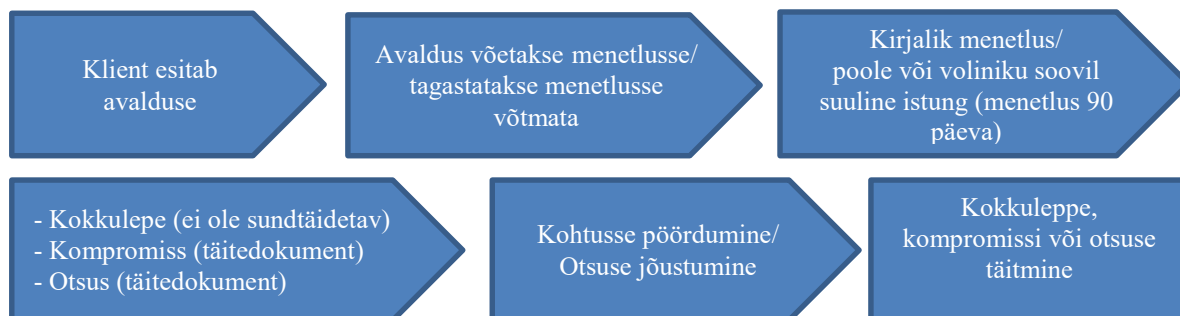 Klient esitab
avalduse
Avaldus võetakse menetlusse/
tagastatakse menetlusse
võtmata
Kirjalik menetlus/
poole või voliniku soovil
suuline istung (menetlus 90
päeva)
- Kokkulepe (ei ole sundtäidetav)
- Kompromiss (täitedokument)
- Otsus (täitedokument)
Kohtusse pöördumine/
Otsuse jõustumine
Kokkuleppe,
kompromissi või otsuse
täitmine